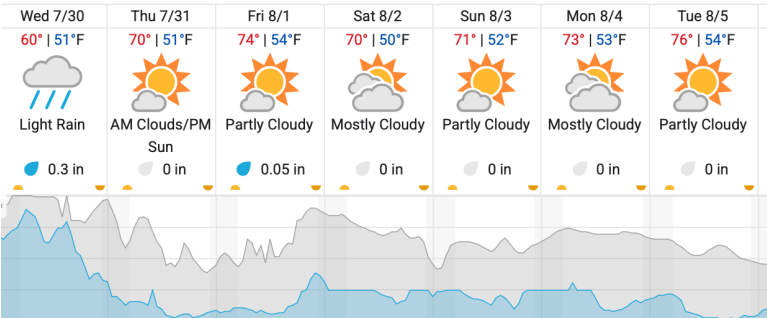 Wed 7/30 Thu 7/31 Fri 8/1 Sat 8/2 Sun 8/3 Mon 8/4 Tue 8/5
60° | 51°F 70° | 51°F 74° | 54°F 70° | 50°F 71° | 52°F 73° | 53°F 76° | 54°F
Light Rain AM Clouds/PM Partly Cloudy Mostly Cloudy Partly Cloudy Mostly Cloudy Partly Cloudy
Sun
0.3 in 0 in 0.05 in 0 in 0 in 0 in 0 in